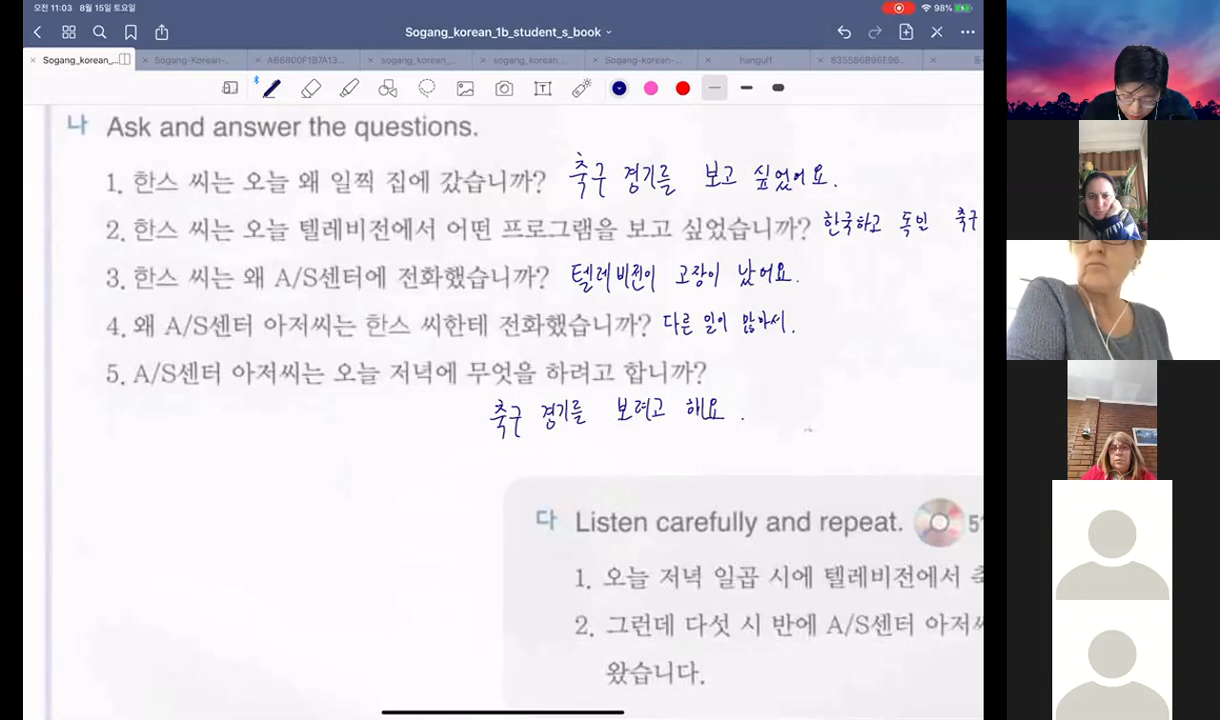 오전 11:03 8월 15일 토요일
98%
Sogang_korean_1b_student_s_book
Sogang_korean_... Sogang-Korean-... AB6800F1B7A13... sogang_korean_... sogang_korean_... Sogang-Korean-... hangul1 8355B6B96E96...
나 Ask and answer the questions.
1. 한스 씨는 오늘 왜 일찍 집에 갔습니까? 축구 경기를 보고 싶었어요.
2. 한스 씨는 오늘 텔레비전에서 어떤 프로그램을 보고 싶었습니까? 한국하고 독일 축구
3. 한스 씨는 왜 A/S센터에 전화했습니까? 텔레비전이 고장이 났어요.
4. 왜 A/S센터 아저씨는 한스 씨한테 전화했습니까? 다른 일이 많아서.
5. A/S센터 아저씨는 오늘 저녁에 무엇을 하려고 합니까?
축구 경기를 보려고 해요.
다 Listen carefully and repeat.
1. 오늘 저녁 일곱 시에 텔레비전에서
2. 그런데 다섯 시 반에 A/S센터 아저씨
왔습니다.